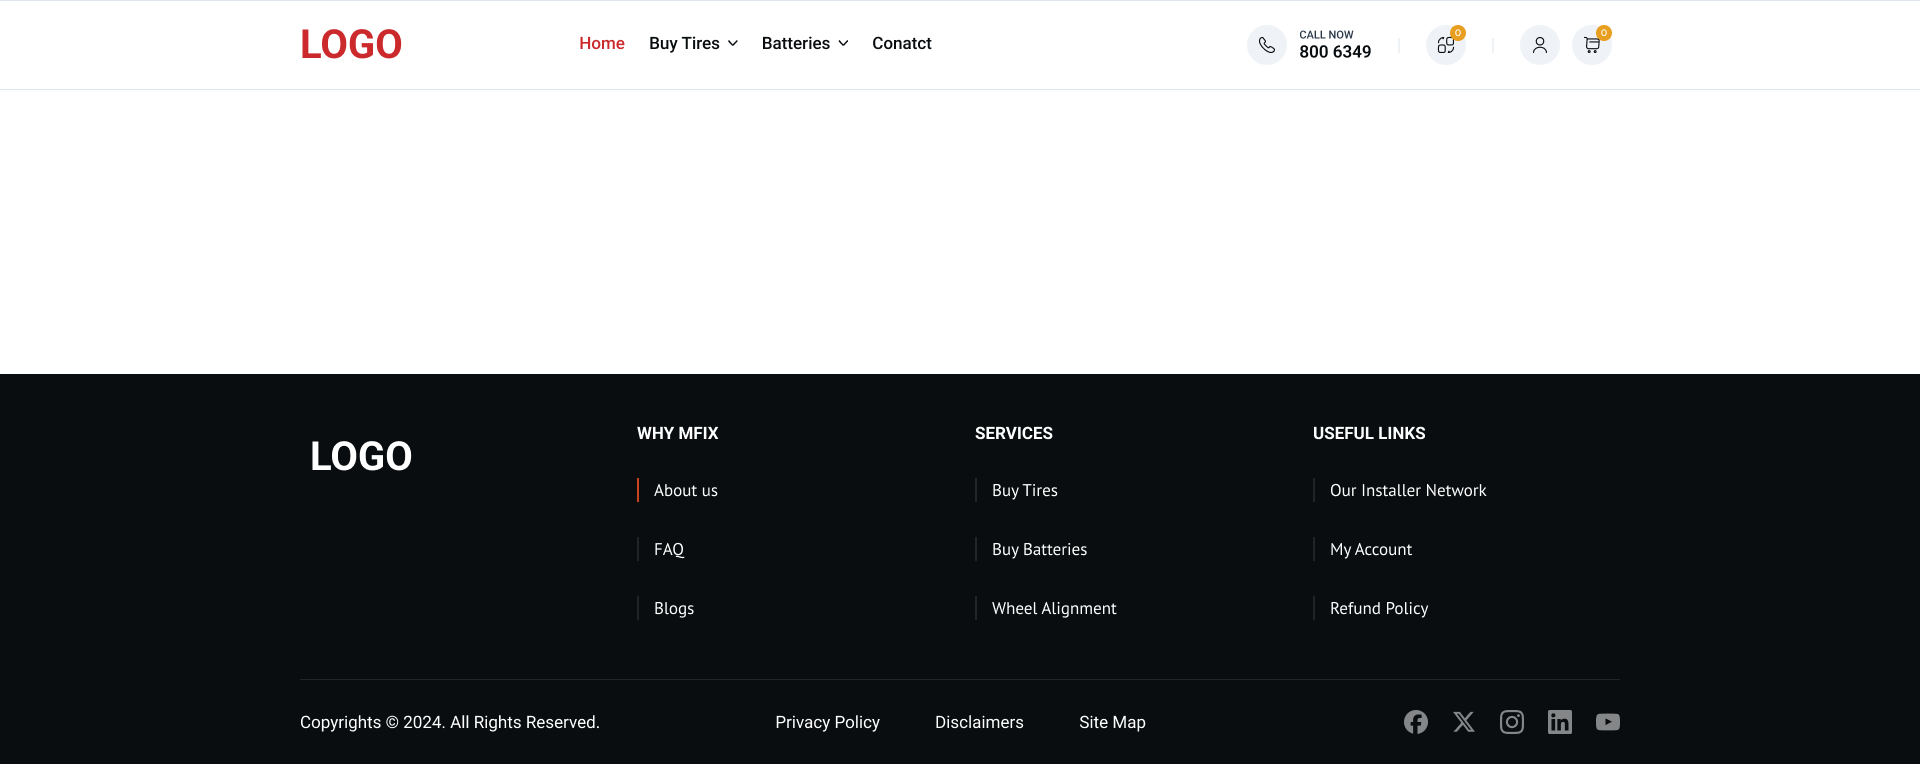 LOGO
Home Buy Tires Batteries Conatct
CALL NOW
800 6349
0
0
LOGO
WHY MFIX
About us
FAQ
Blogs
SERVICES
Buy Tires
Buy Batteries
Wheel Alignment
USEFUL LINKS
Our Installer Network
My Account
Refund Policy
Copyrights © 2024. All Rights Reserved.
Privacy Policy Disclaimers Site Map